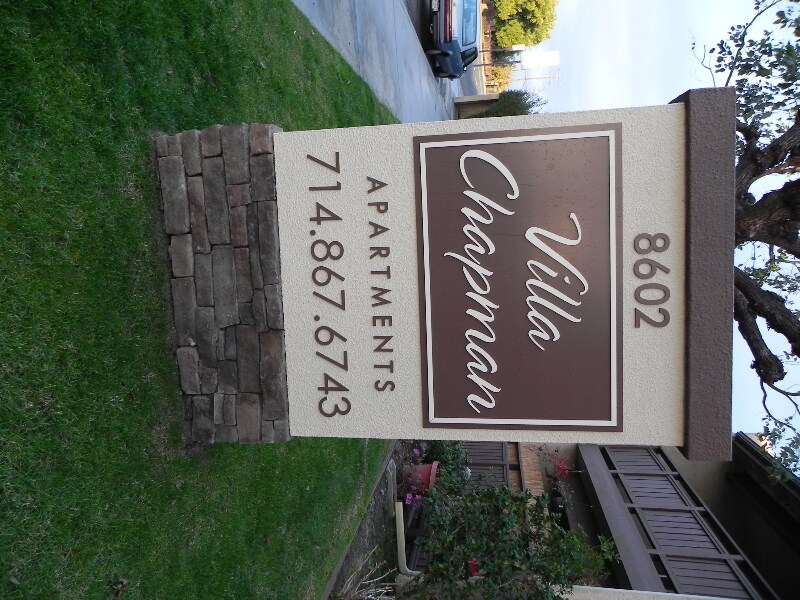 8602
Villa
Chapman
APARTMENTS
714.867.6743